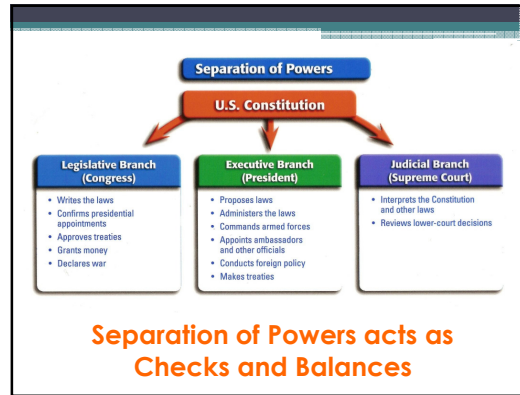 Separation of Powers
U.S. Constitution
Legislative Branch
(Congress)
• Writes the laws
• Confirms presidential
appointments
• Approves treaties
• Grants money
• Declares war
Executive Branch
(President)
• Proposes laws
• Administers the laws
• Commands armed forces
• Appoints ambassadors
and other officials
• Conducts foreign policy
• Makes treaties
Judicial Branch
(Supreme Court)
• Interprets the Constitution
and other laws
• Reviews lower-court decisions
Separation of Powers acts as
Checks and Balances